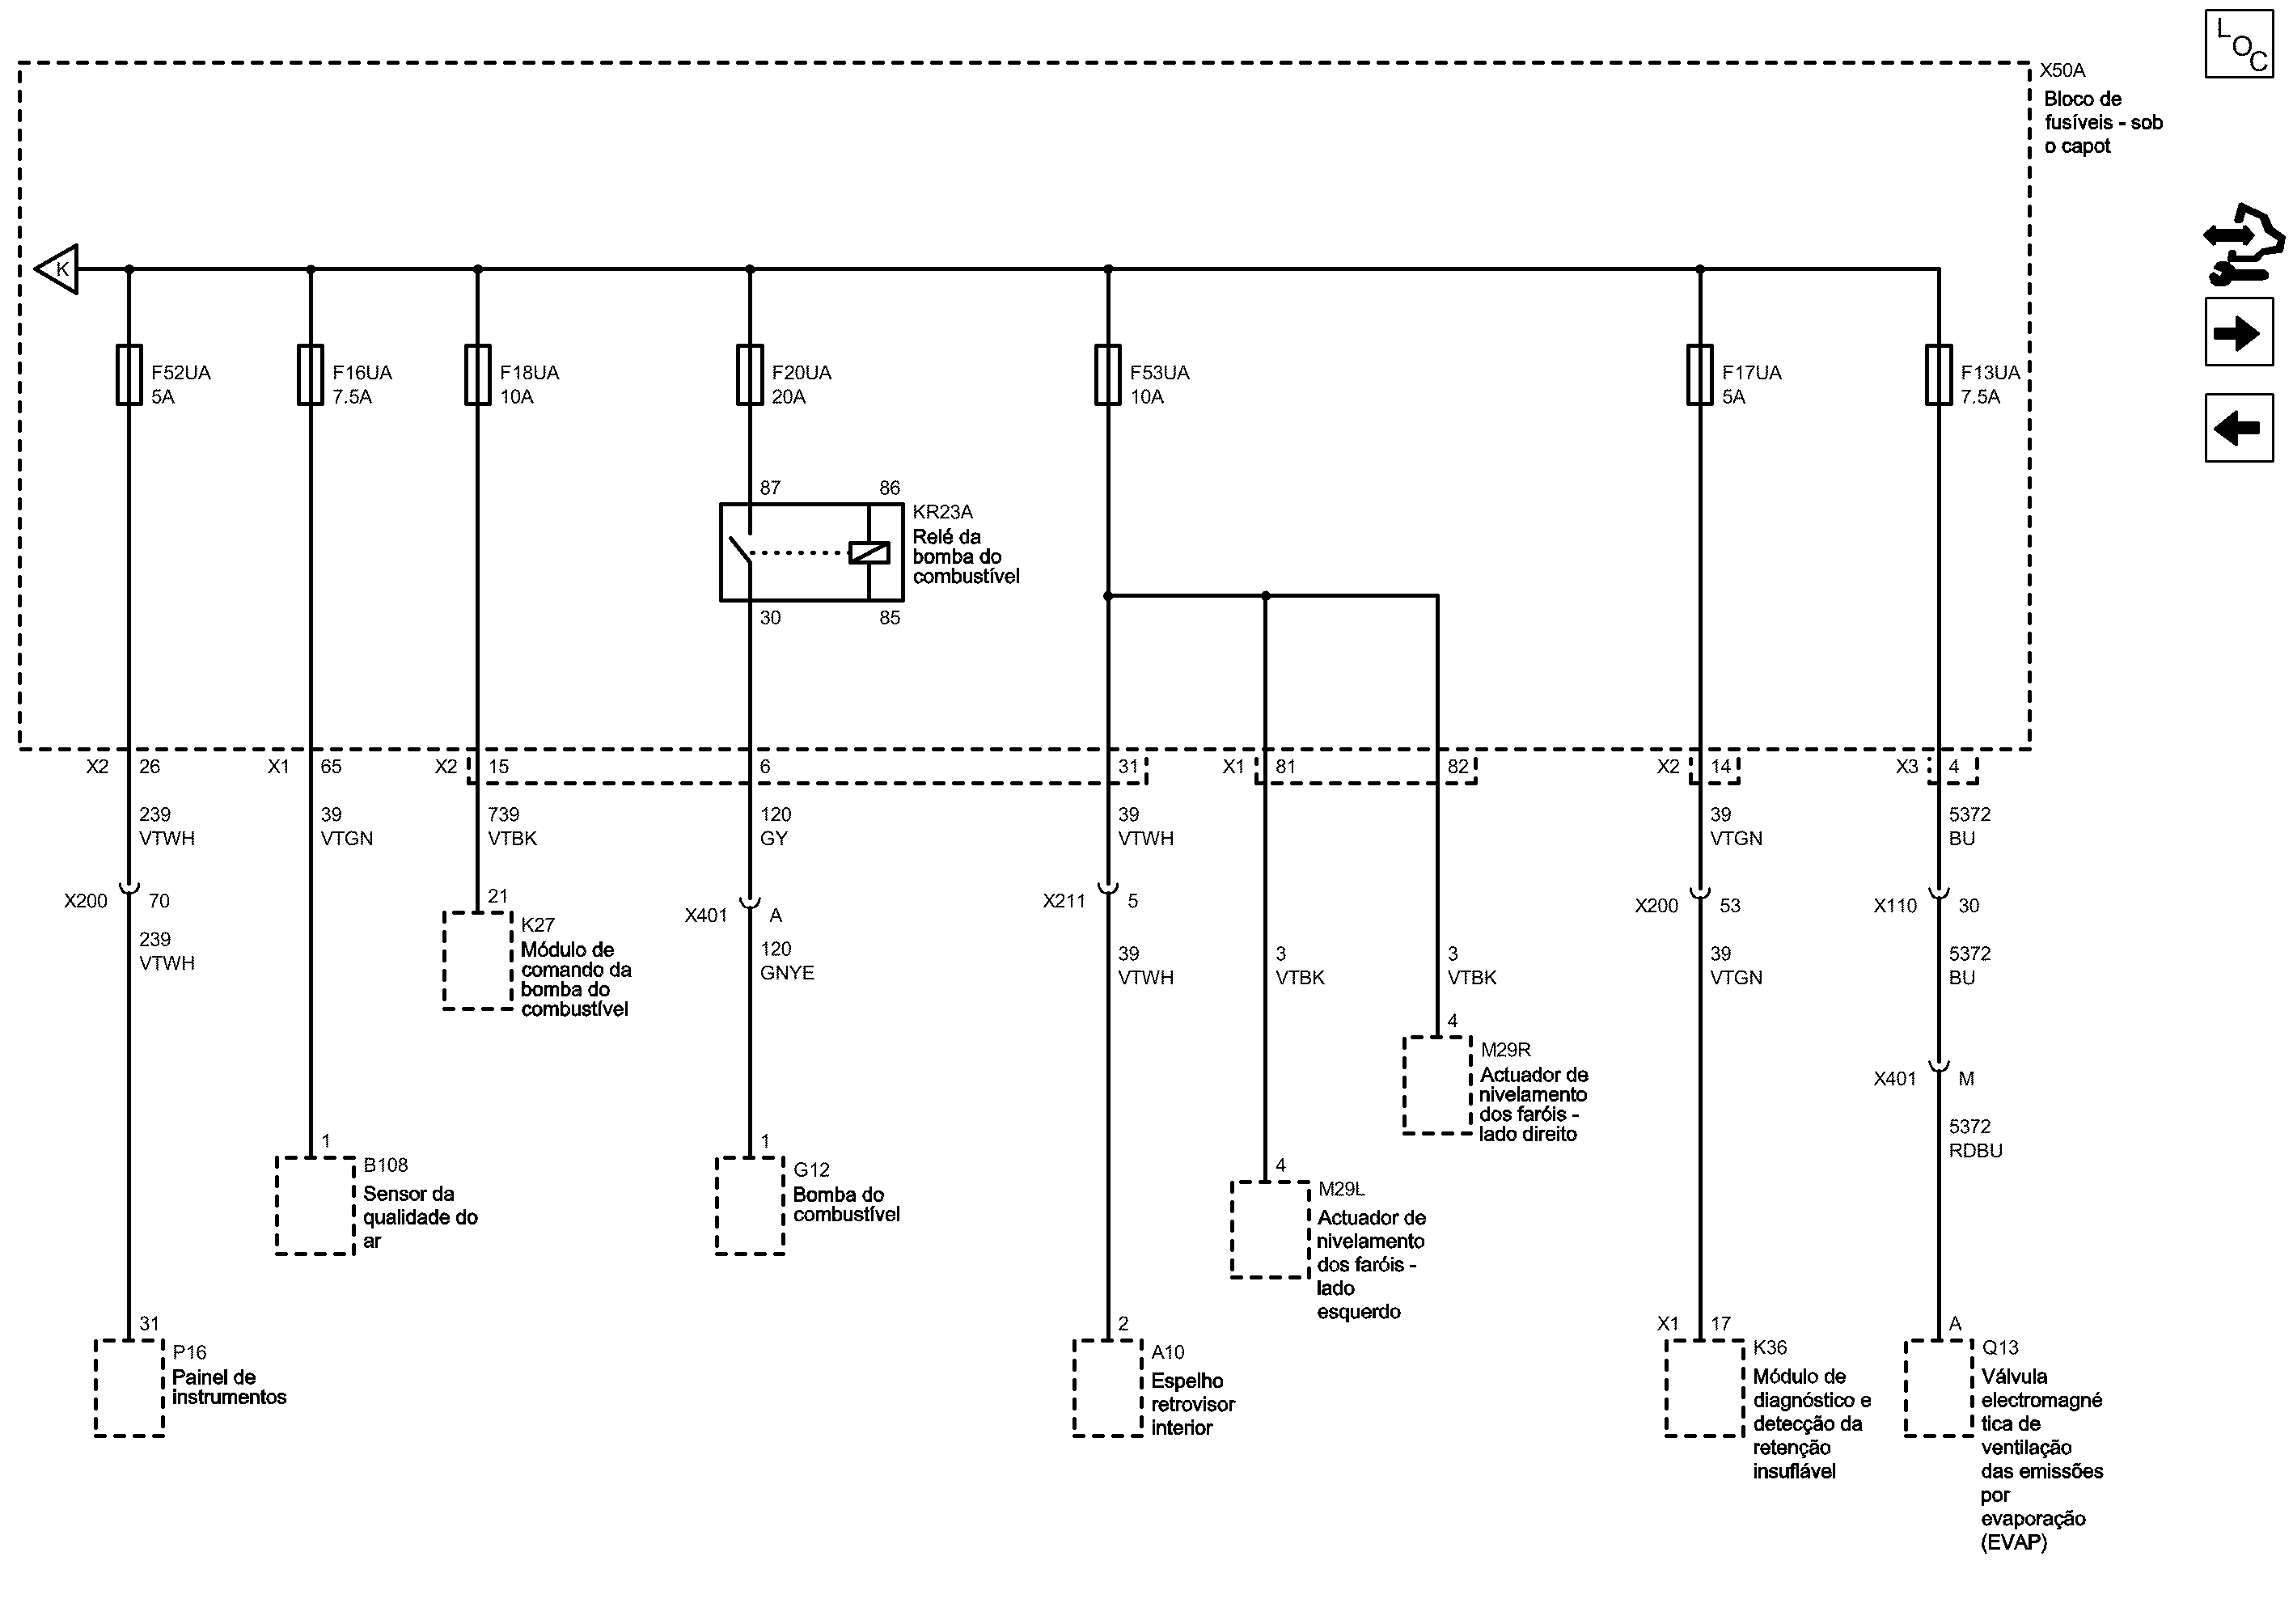 L
O
C
X50A
Bloco de
fusíveis - sob
o capot
K
F52UA
5A
F16UA
7.5A
F18UA
10A
F20UA
20A
F53UA
10A
F17UA
5A
F13UA
7.5A
87
86
KR23A
Relé da
bomba do
combustível
30
85
X2
26
X1
65
X2
15
6
31
X1
81
82
X2
14
X3
4
239
VTWH
39
VTGN
739
VTBK
120
GY
39
VTWH
39
VTGN
5372
BU
X200
70
21
X401
A
X211
5
X200
53
X110
30
239
VTWH
K27
Módulo de
comando da
bomba do
combustível
120
GNYE
39
VTWH
3
VTBK
3
VTBK
39
VTGN
5372
BU
4
M29R
Actuador de
nivelamento
dos faróis -
lado direito
X401
M
5372
RDBU
1
B108
Sensor da
qualidade do
ar
1
G12
Bomba do
combustível
4
M29L
Actuador de
nivelamento
dos faróis -
lado
esquerdo
31
P16
Painel de
instrumentos
2
A10
Espelho
retrovisor
interior
X1
17
K36
Módulo de
diagnóstico e
detecção da
retenção
insuflável
A
Q13
Válvula
electromagné
tica de
ventilação
das emissões
por
evaporação
(EVAP)